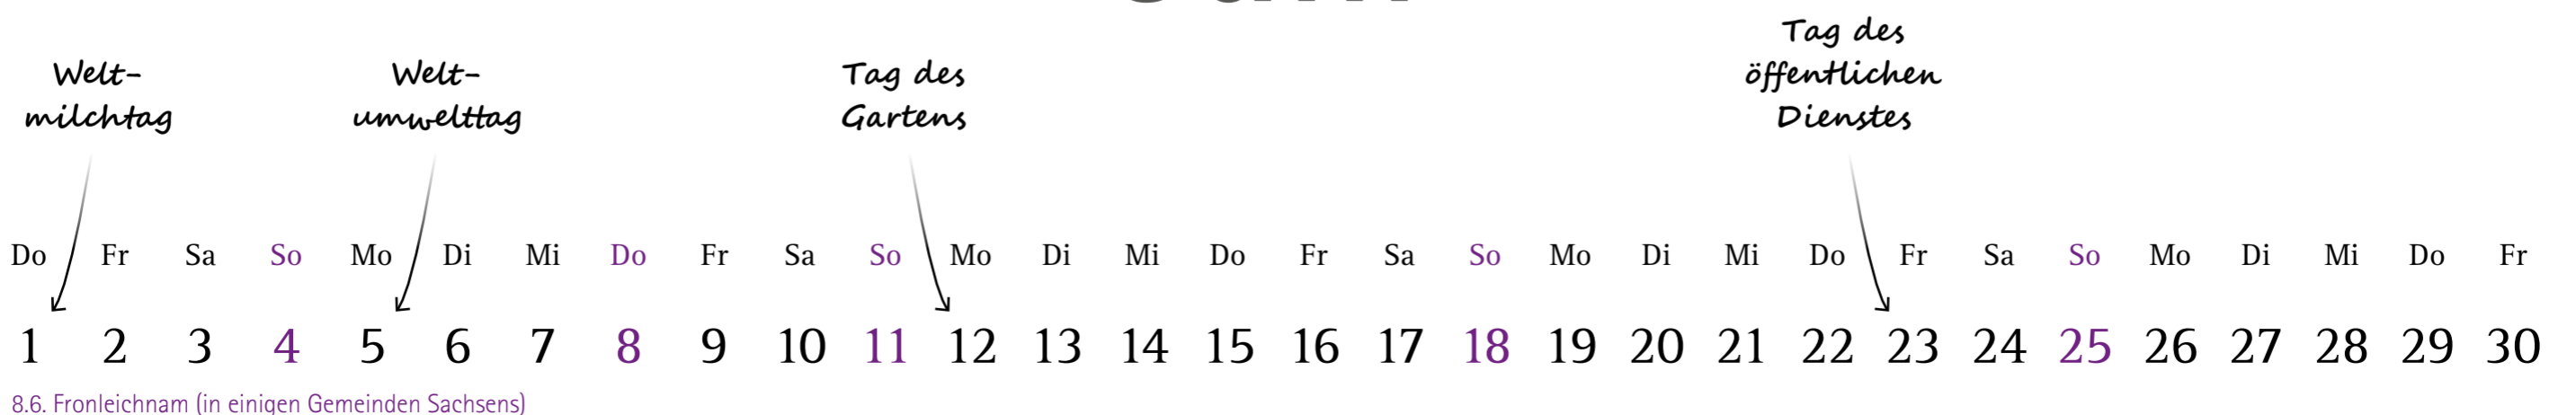 Tag des
öffentlichen
Dienstes
Welt-
milchtag
Welt-
umwelttag
Tag des
Gartens
Do Fr Sa So Mo Di Mi Do Fr Sa So Mo Di Mi Do Fr Sa So Mo Di Mi Do Fr Sa So Mo Di Mi Do Fr
1 2 3 4 5 6 7 8 9 10 11 12 13 14 15 16 17 18 19 20 21 22 23 24 25 26 27 28 29 30
8.6. Fronleichnam (in einigen Gemeinden Sachsens)